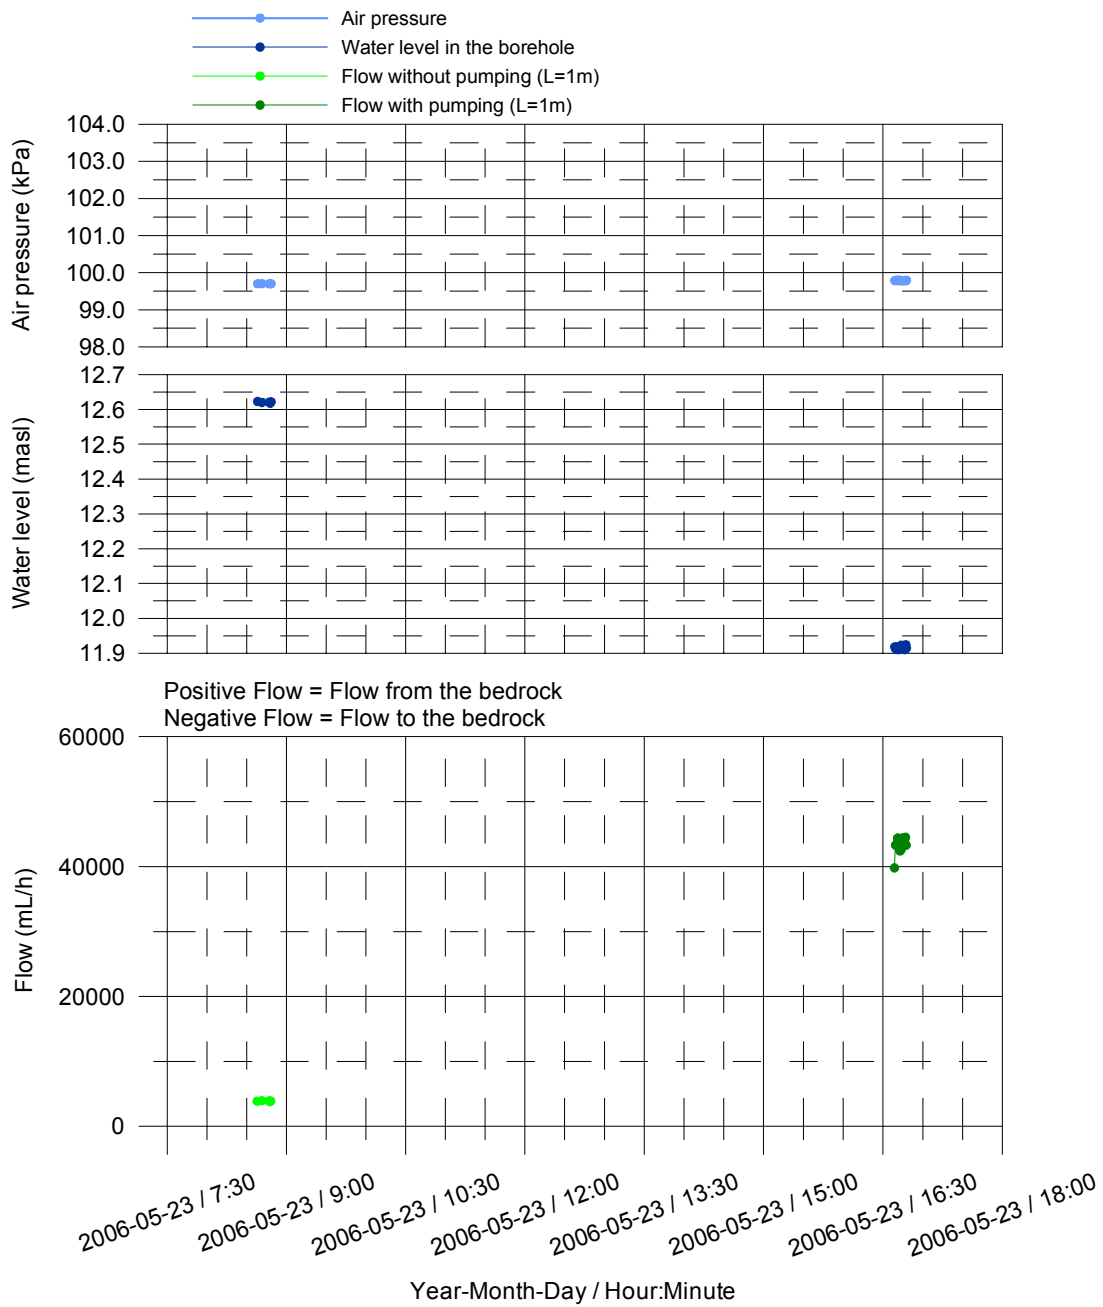 Air pressure
Water level in the borehole
Flow without pumping (L=1m)
Flow with pumping (L=1m)
Air pressure (kPa)
104.0
103.0
102.0
101.0
100.0
99.0
98.0
Water level (masl)
12.7
12.6
12.5
12.4
12.3
12.2
12.1
12.0
11.9
Positive Flow = Flow from the bedrock
Negative Flow = Flow to the bedrock
Flow (mL/h)
60000
40000
20000
0
2006-05-23 / 7:30
2006-05-23 / 9:00
2006-05-23 / 10:30
2006-05-23 / 12:00
2006-05-23 / 13:30
2006-05-23 / 15:00
2006-05-23 / 16:30
2006-05-23 / 18:00
Year-Month-Day / Hour:Minute